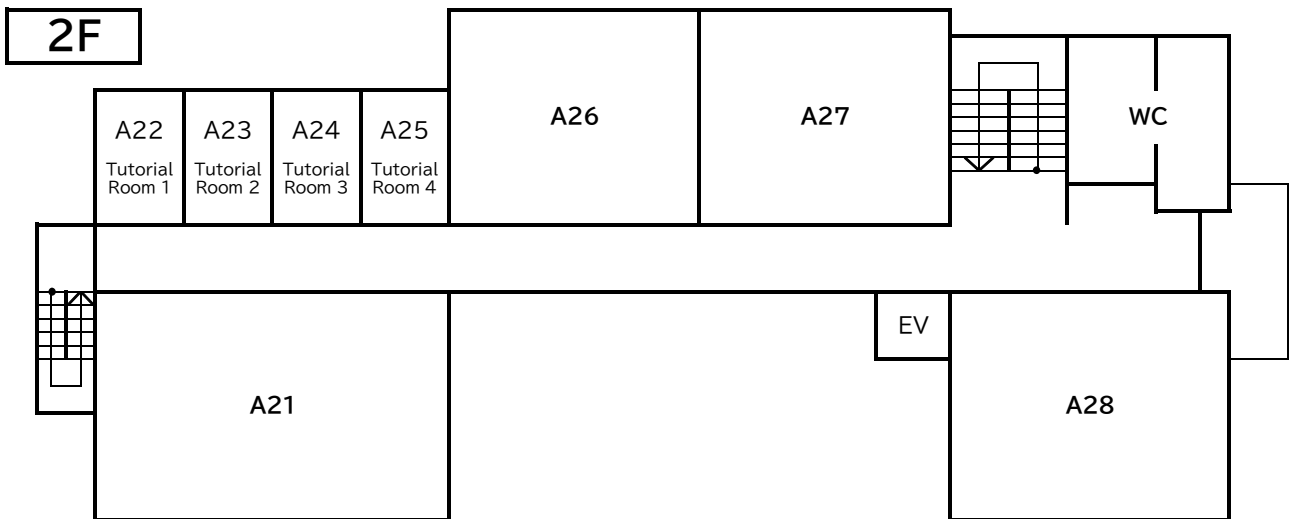 2F
A22
Tutorial
Room 1
A23
Tutorial
Room 2
A24
Tutorial
Room 3
A25
Tutorial
Room 4
A26
A27
WC
EV
A21
A28